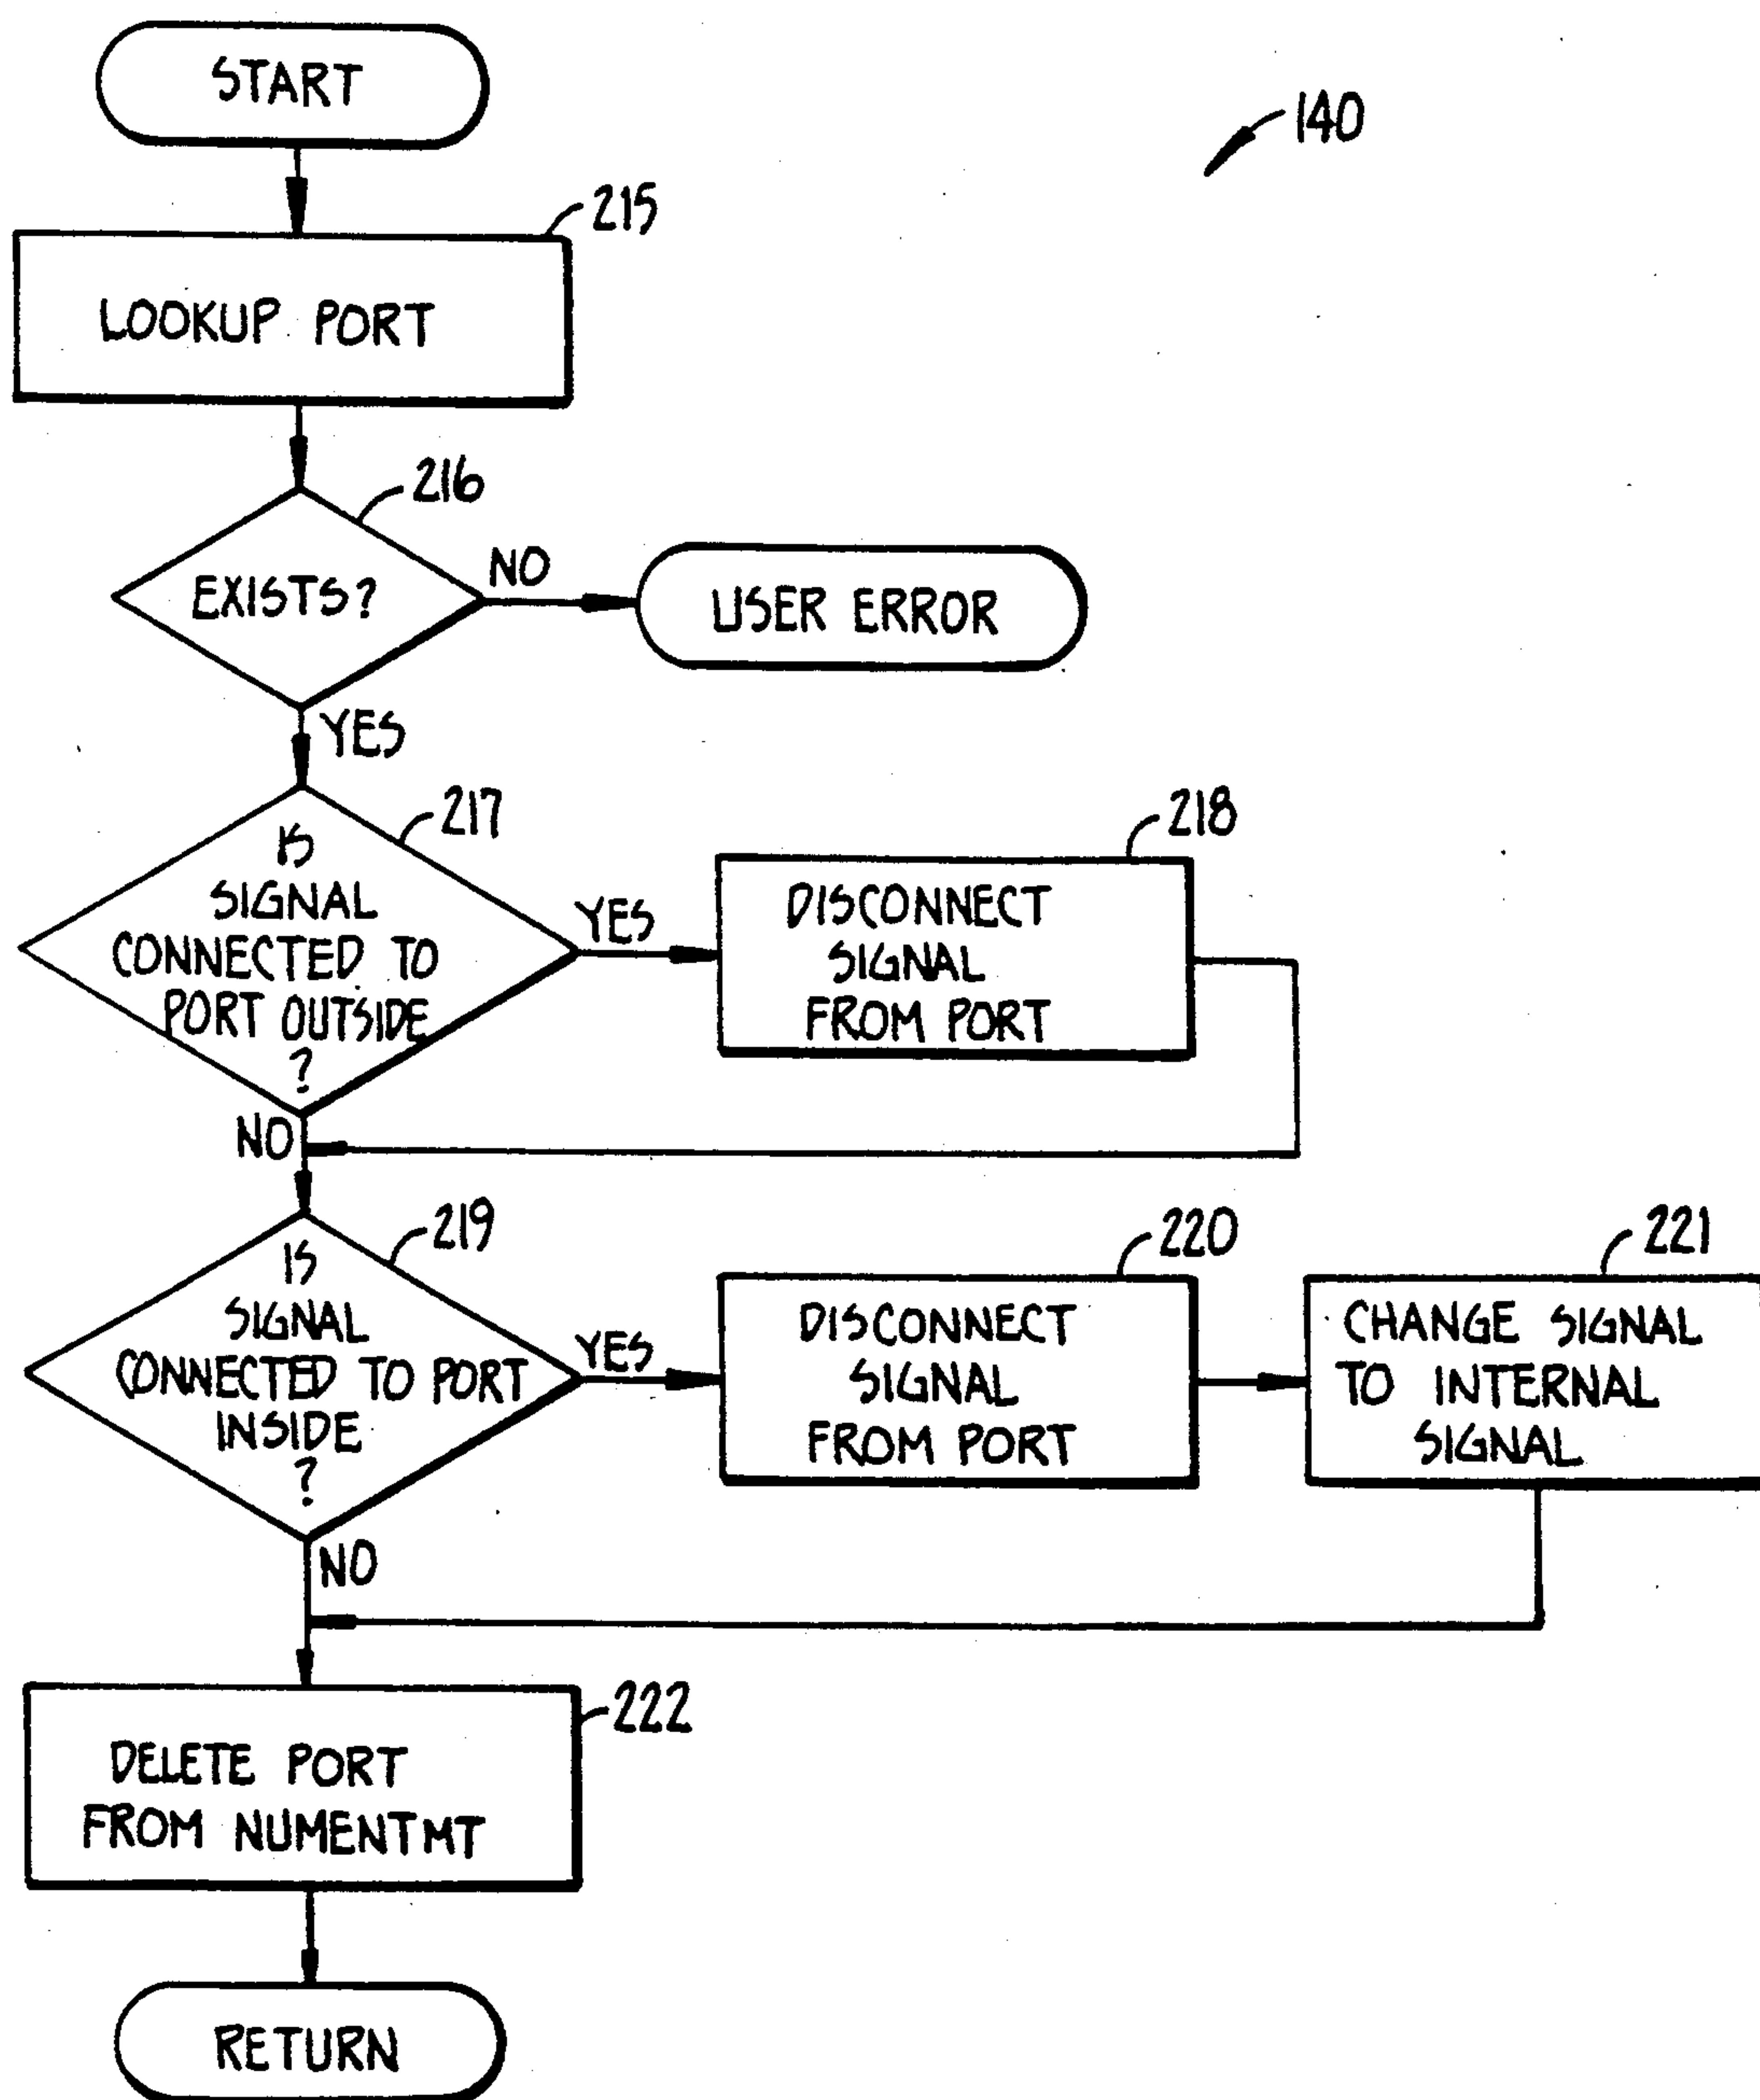 START
140
215
LOOKUP PORT
216
EXISTS?
NO
USER ERROR
YES
217
IS
SIGNAL
CONNECTED TO
PORT OUTSIDE
?
YES
218
DISCONNECT
SIGNAL
FROM PORT
NO
219
IS
SIGNAL
CONNECTED TO PORT
INSIDE
?
YES
220
DISCONNECT
SIGNAL
FROM PORT
221
CHANGE SIGNAL
TO INTERNAL
SIGNAL
NO
222
DELETE PORT
FROM NUMENTMT
RETURN